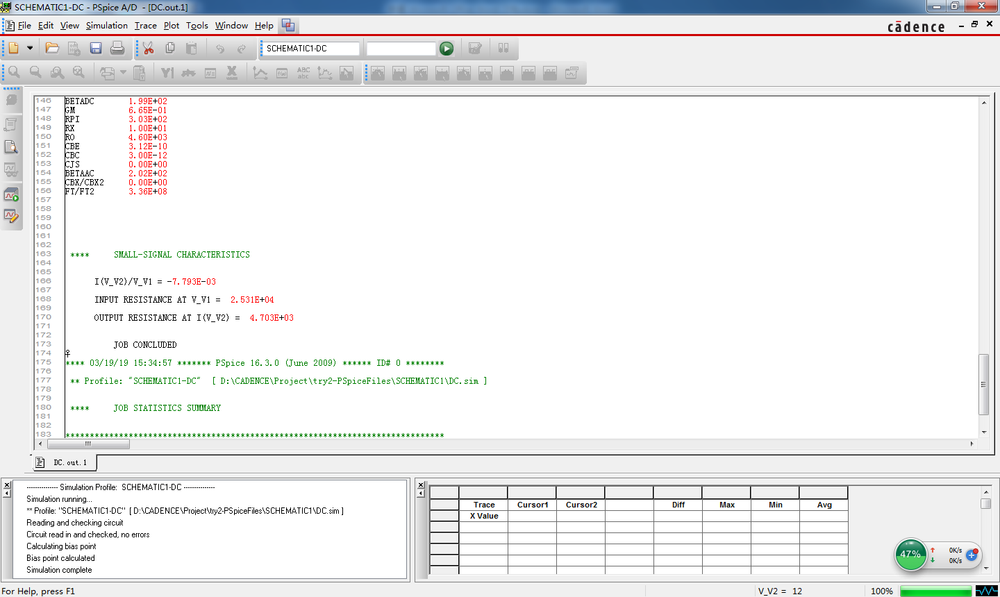 SCHEMATIC1-DC - PSpice A/D - [DC.out.1]
File Edit View Simulation Trace Plot Tools Window Help
cādence
SCHEMATIC1-DC
146 BETADC 1.99E+02
147 GM 6.65E-01
148 RPI 3.03E+02
149 RX 1.00E+01
150 RO 4.60E+03
151 CBE 3.12E-10
152 CBC 3.00E-12
153 CJS 0.00E+00
154 BETAAC 2.02E+02
155 CBX/CBX2 0.00E+00
156 FT/FT2 3.36E+08
157
158
159
160
161
162
163 **** SMALL-SIGNAL CHARACTERISTICS
164
165
166 I(V_V2)/V_V1 = -7.793E-03
167
168 INPUT RESISTANCE AT V_V1 = 2.531E+04
169
170 OUTPUT RESISTANCE AT I(V_V2) = 4.703E+03
171
172
173 JOB CONCLUDED
174
175 **** 03/19/19 15:34:57 ******* PSpice 16.3.0 (June 2009) ****** ID# 0 ********
176
177 ** Profile: "SCHEMATIC1-DC" [ D:\CADENCE\Project\try2-PSpiceFiles\SCHEMATIC1\DC.sim ]
178
179
180 **** JOB STATISTICS SUMMARY
181
182
183 ******************************************************************************
DC.out.1
--------------- Simulation Profile: SCHEMATIC1-DC ---------------
Simulation running...
** Profile: "SCHEMATIC1-DC" [ D:\CADENCE\Project\try2-PSpiceFiles\SCHEMATIC1\DC.sim ]
Reading and checking circuit
Circuit read in and checked, no errors
Calculating bias point
Bias point calculated
Simulation complete
Trace Cursor1 Cursor2 Diff Max Min Avg
X Value
47% 0K/s
0K/s
For Help, press F1 V_V2 = 12 100%